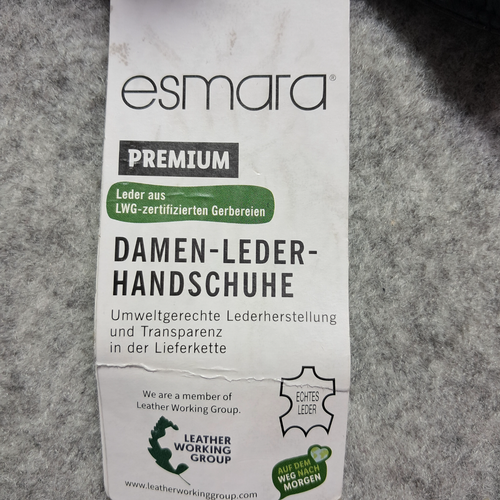 esmara®
PREMIUM
Leder aus
LWG-zertifizierten Gerbereien
DAMEN-LEDER-
HANDSCHUHE
Umweltgerechte Lederherstellung
und Transparenz
in der Lieferkette
We are a member of
Leather Working Group.
ECHTES
LEDER
LEATHER
WORKING
GROUP
AUF DEM
WEG NACH
MORGEN
www.leatherworkinggroup.com